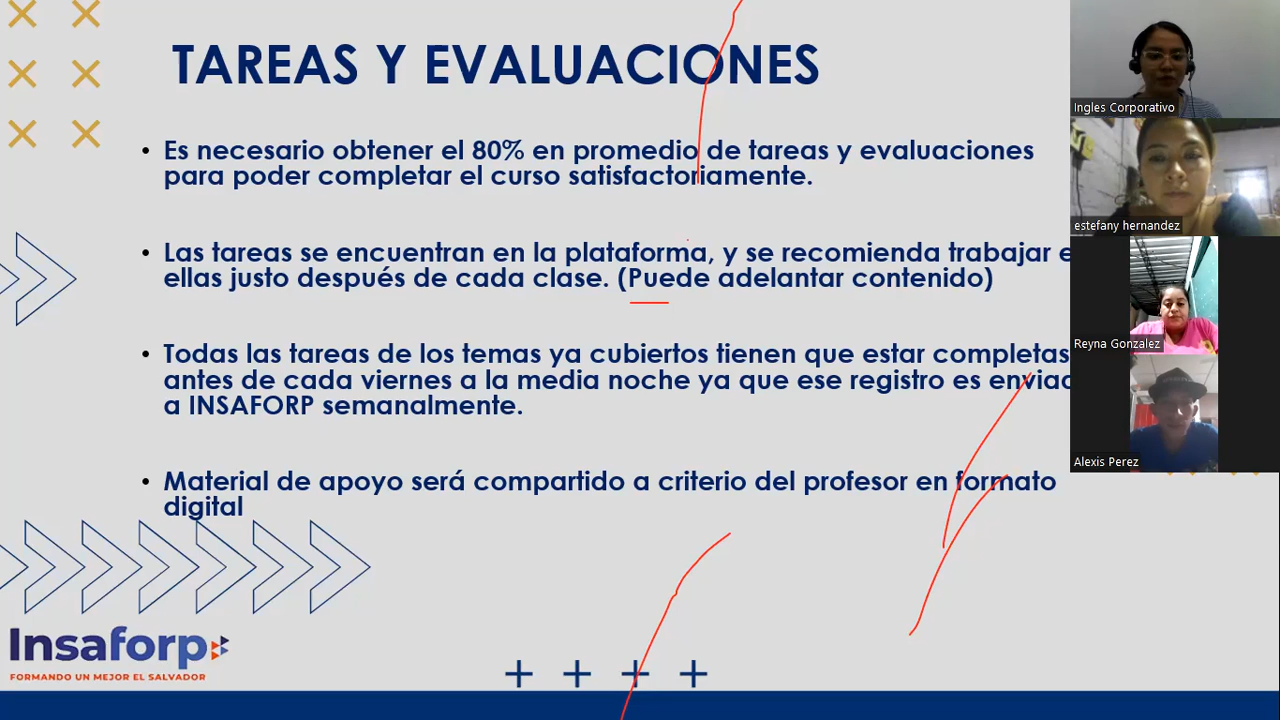 TAREAS Y EVALUACIONES
• Es necesario obtener el 80% en promedio de tareas y evaluaciones
para poder completar el curso satisfactoriamente.
• Las tareas se encuentran en la plataforma, y se recomienda trabajar e
ellas justo después de cada clase. (Puede adelantar contenido)
• Todas las tareas de los temas ya cubiertos tienen que estar completas
antes de cada viernes a la media noche ya que ese registro es enviad
a INSAFORP semanalmente.
• Material de apoyo será compartido a criterio del profesor en formato
digital
Insaforp
FORMANDO UN MEJOR EL SALVADOR
Ingles Corporativo
estefany hernandez
Reyna Gonzalez
Alexis Perez